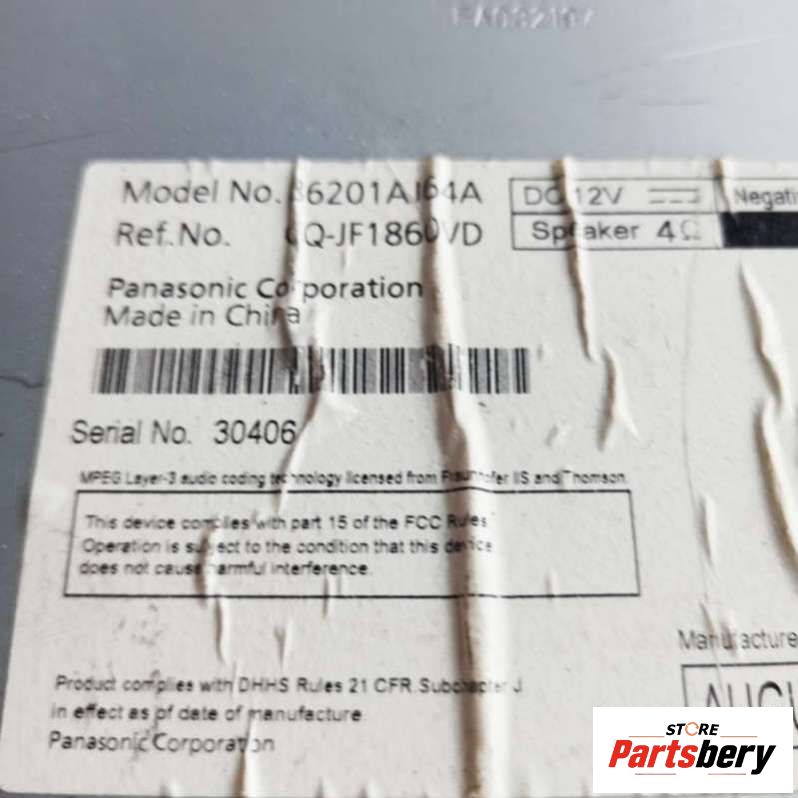 Model No. 86201AJ64A
DC 12V
Ref. No. CQ-JF1860VD
Speaker 4Ω
Panasonic Corporation
Made in China
Serial No. 30406
MPEG Layer-3 audio coding technology licensed from Fraunhofer IIS and Thomson.
This device complies with part 15 of the FCC Rules
Operation is subject to the condition that this device
does not cause harmful interference.
Product complies with DHHS Rules 21 CFR Subchapter J
in effect as of date of manufacture.
Panasonic Corporation
STORE
Partsbery